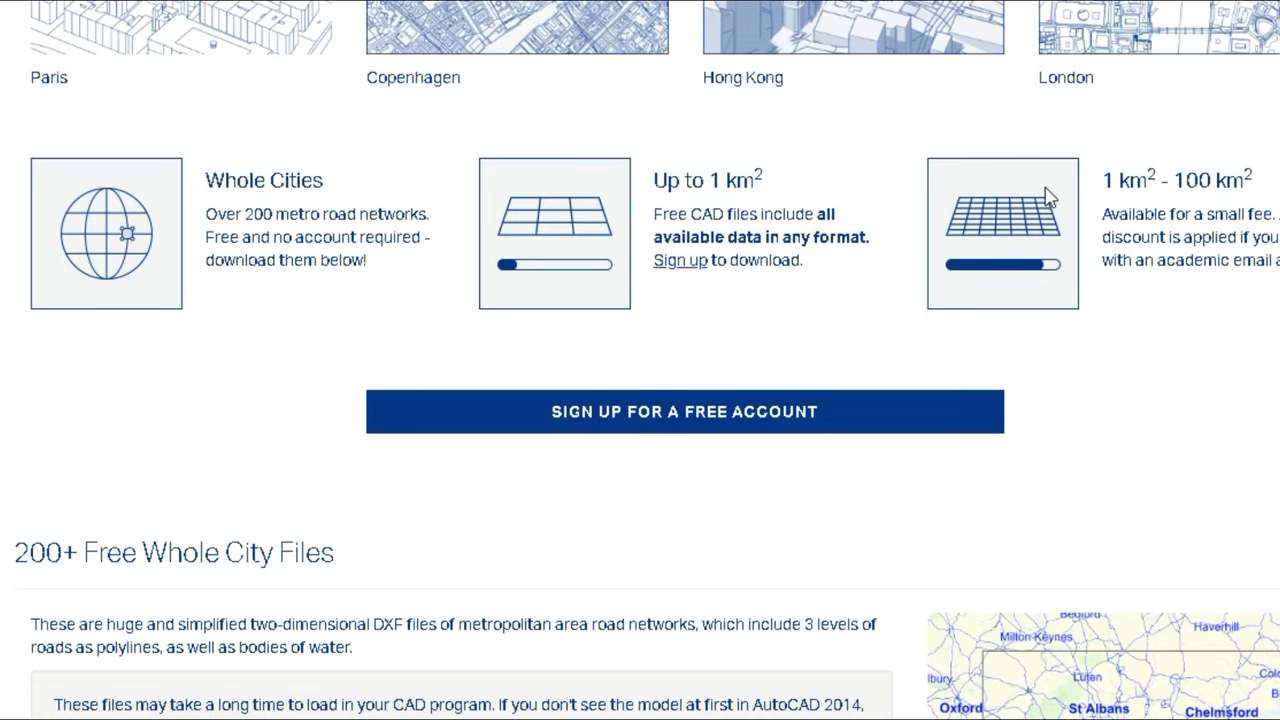 Paris
Copenhagen
Hong Kong
London
Whole Cities
Over 200 metro road networks.
Free and no account required -
download them below!
Up to 1 km²
Free CAD files include all
available data in any format.
Sign up to download.
1 km² - 100 km²
Available for a small fee.
discount is applied if you
with an academic email
SIGN UP FOR A FREE ACCOUNT
200+ Free Whole City Files
These are huge and simplified two-dimensional DXF files of metropolitan area road networks, which include 3 levels of
roads as polylines, as well as bodies of water.
These files may take a long time to load in your CAD program. If you don't see the model at first in AutoCAD 2014,
Bedford
Milton Keynes
Haverhill
Luton
Oxford
St Albans
Chelmsford